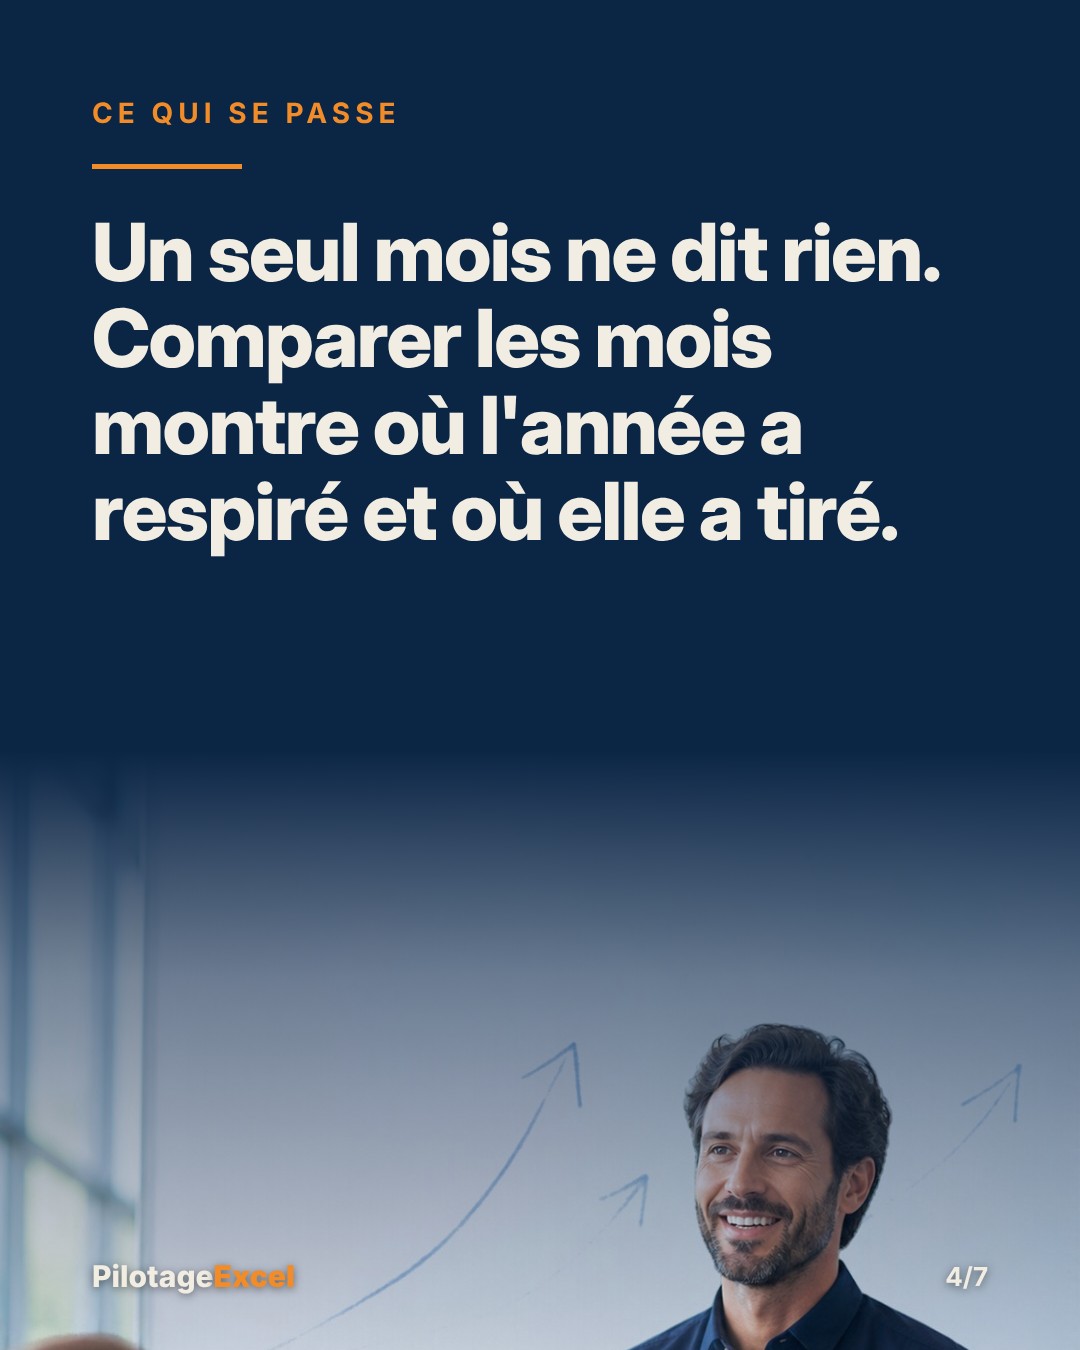 CE QUI SE PASSE
Un seul mois ne dit rien.
Comparer les mois
montre où l'année a
respiré et où elle a tiré.
PilotageExcel
4/7